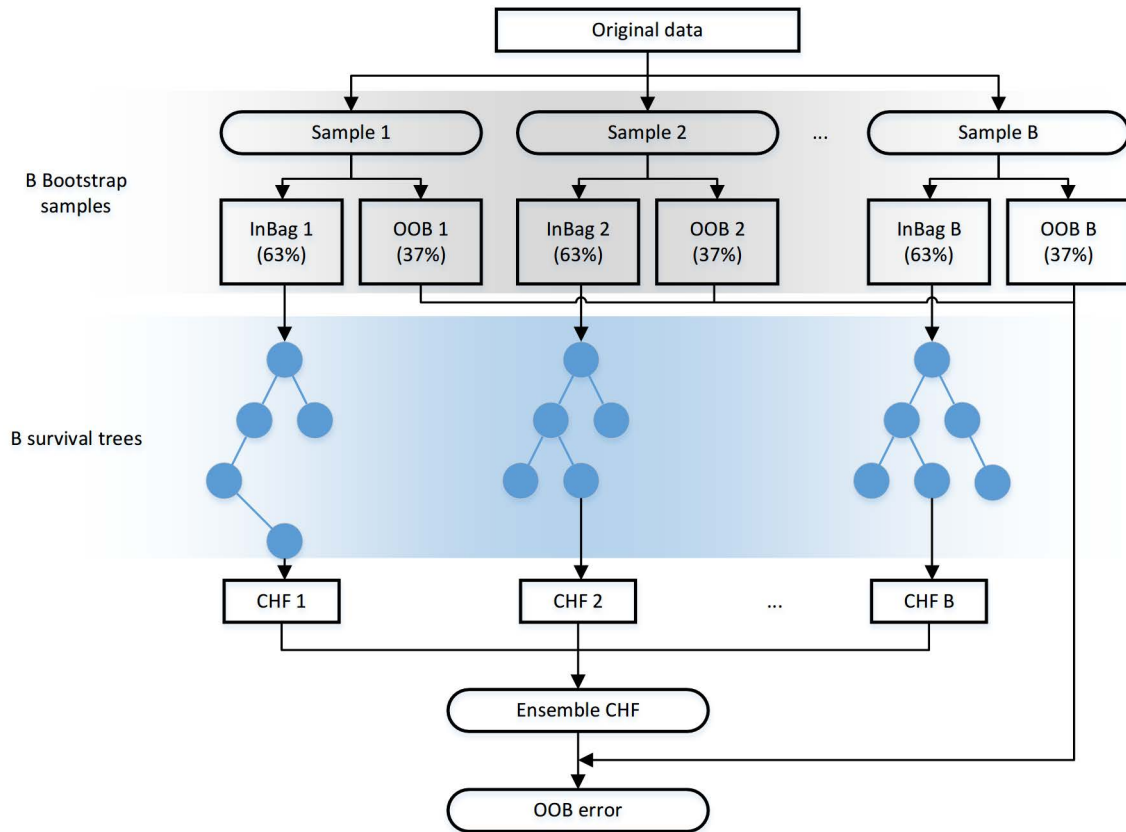 Original data
Sample 1
Sample 2
...
Sample B
B Bootstrap
samples
InBag 1
(63%)
OOB 1
(37%)
InBag 2
(63%)
OOB 2
(37%)
InBag B
(63%)
OOB B
(37%)
B survival trees
CHF 1
CHF 2
...
CHF B
Ensemble CHF
OOB error